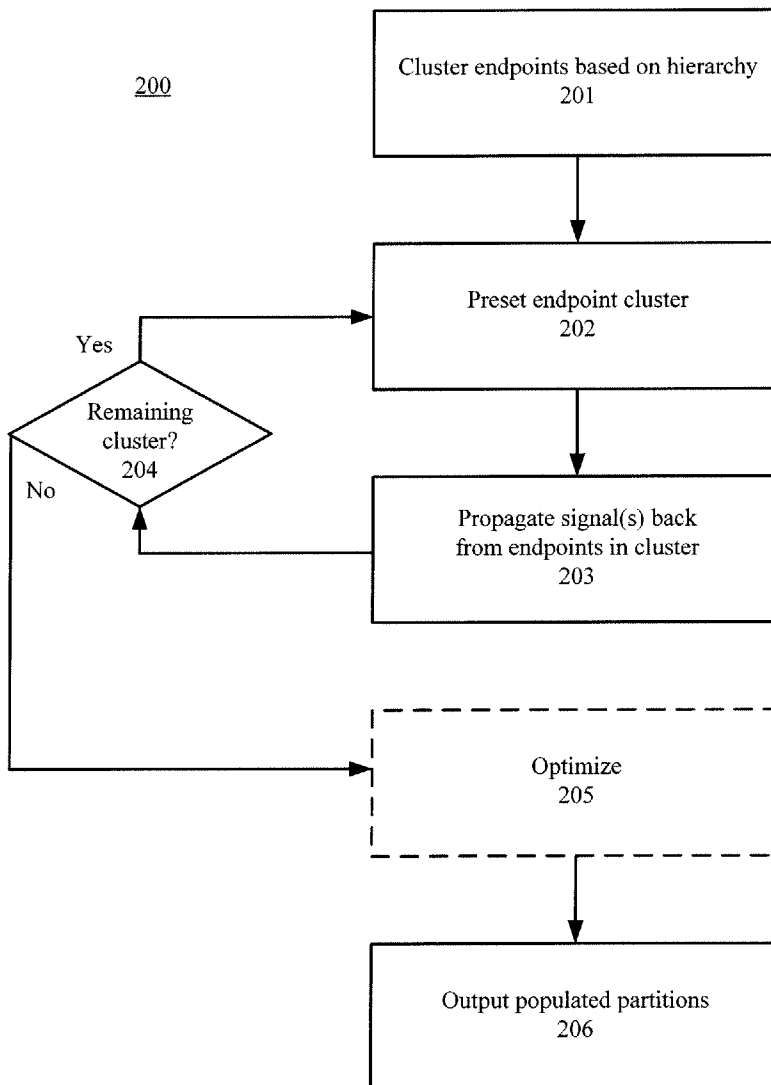 200
Cluster endpoints based on hierarchy
201
Preset endpoint cluster
202
Yes
Remaining
cluster?
204
No
Propagate signal(s) back
from endpoints in cluster
203
Optimize
205
Output populated partitions
206